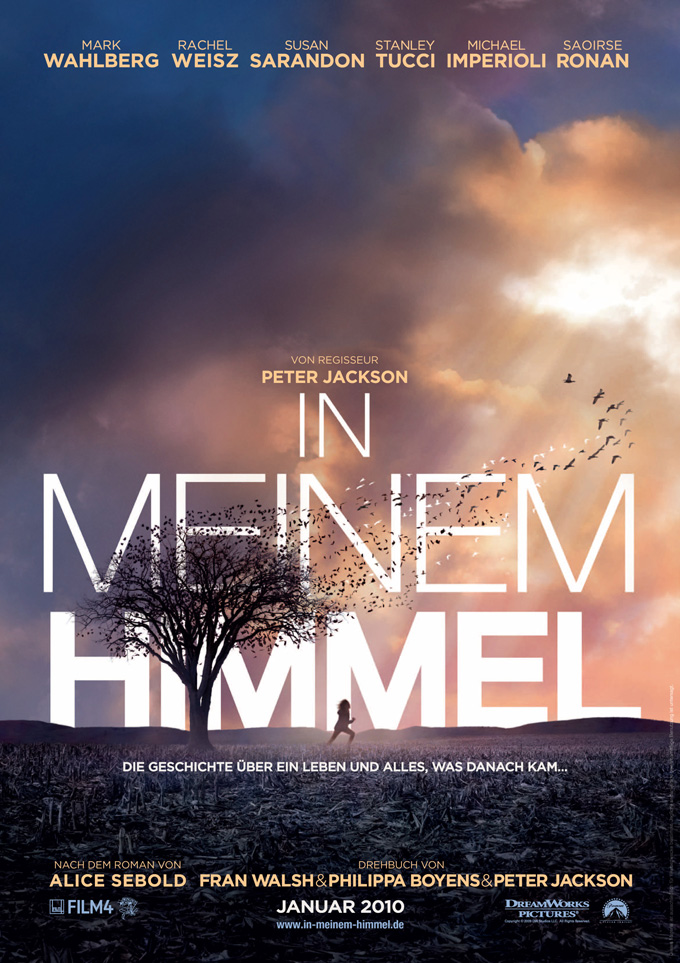 MARK RACHEL SUSAN STANLEY MICHAEL SAOIRSE
WAHLBERG WEISZ SARANDON TUCCI IMPERIOLI RONAN
VON REGISSEUR
PETER JACKSON
IN
MEINEM
HIMMEL
DIE GESCHICHTE ÜBER EIN LEBEN UND ALLES, WAS DANACH KAM...
NACH DEM ROMAN VON DREHBUCH VON
ALICE SEBOLD FRAN WALSH & PHILIPPA BOYENS & PETER JACKSON
FILM4 JANUAR 2010 DREAMWORKS
PICTURES
www.in-meinem-himmel.de